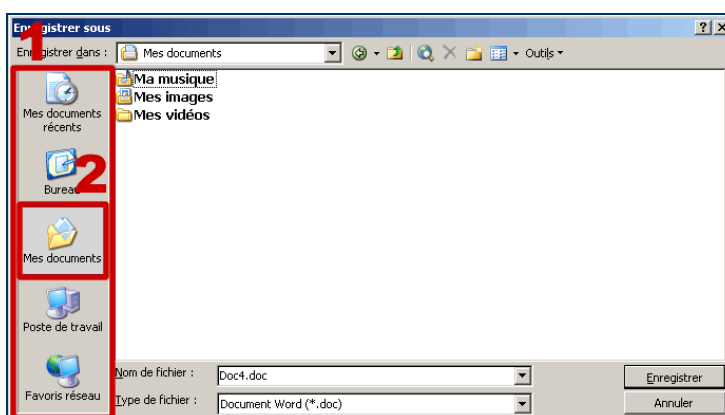 Enregistrer sous
1
Enregistrer dans :
Mes documents
Outils
Mes documents récents
Bureau
2
Mes documents
Poste de travail
Favoris réseau
Ma musique
Mes images
Mes vidéos
Nom de fichier :
Doc4.doc
Enregistrer
Type de fichier :
Document Word (*.doc)
Annuler